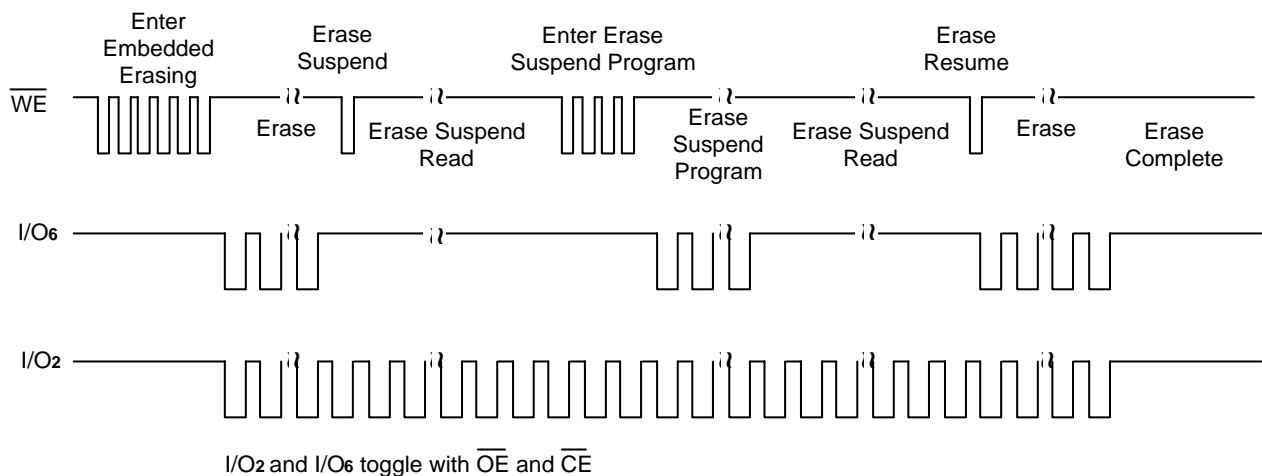 Enter
Embedded
Erasing
Erase
Suspend
Enter Erase
Suspend Program
Erase
Resume
WE
Erase
Erase Suspend
Read
Erase
Suspend
Program
Erase Suspend
Read
Erase
Erase
Complete
I/O6
I/O2
I/O2 and I/O6 toggle with OE and CE